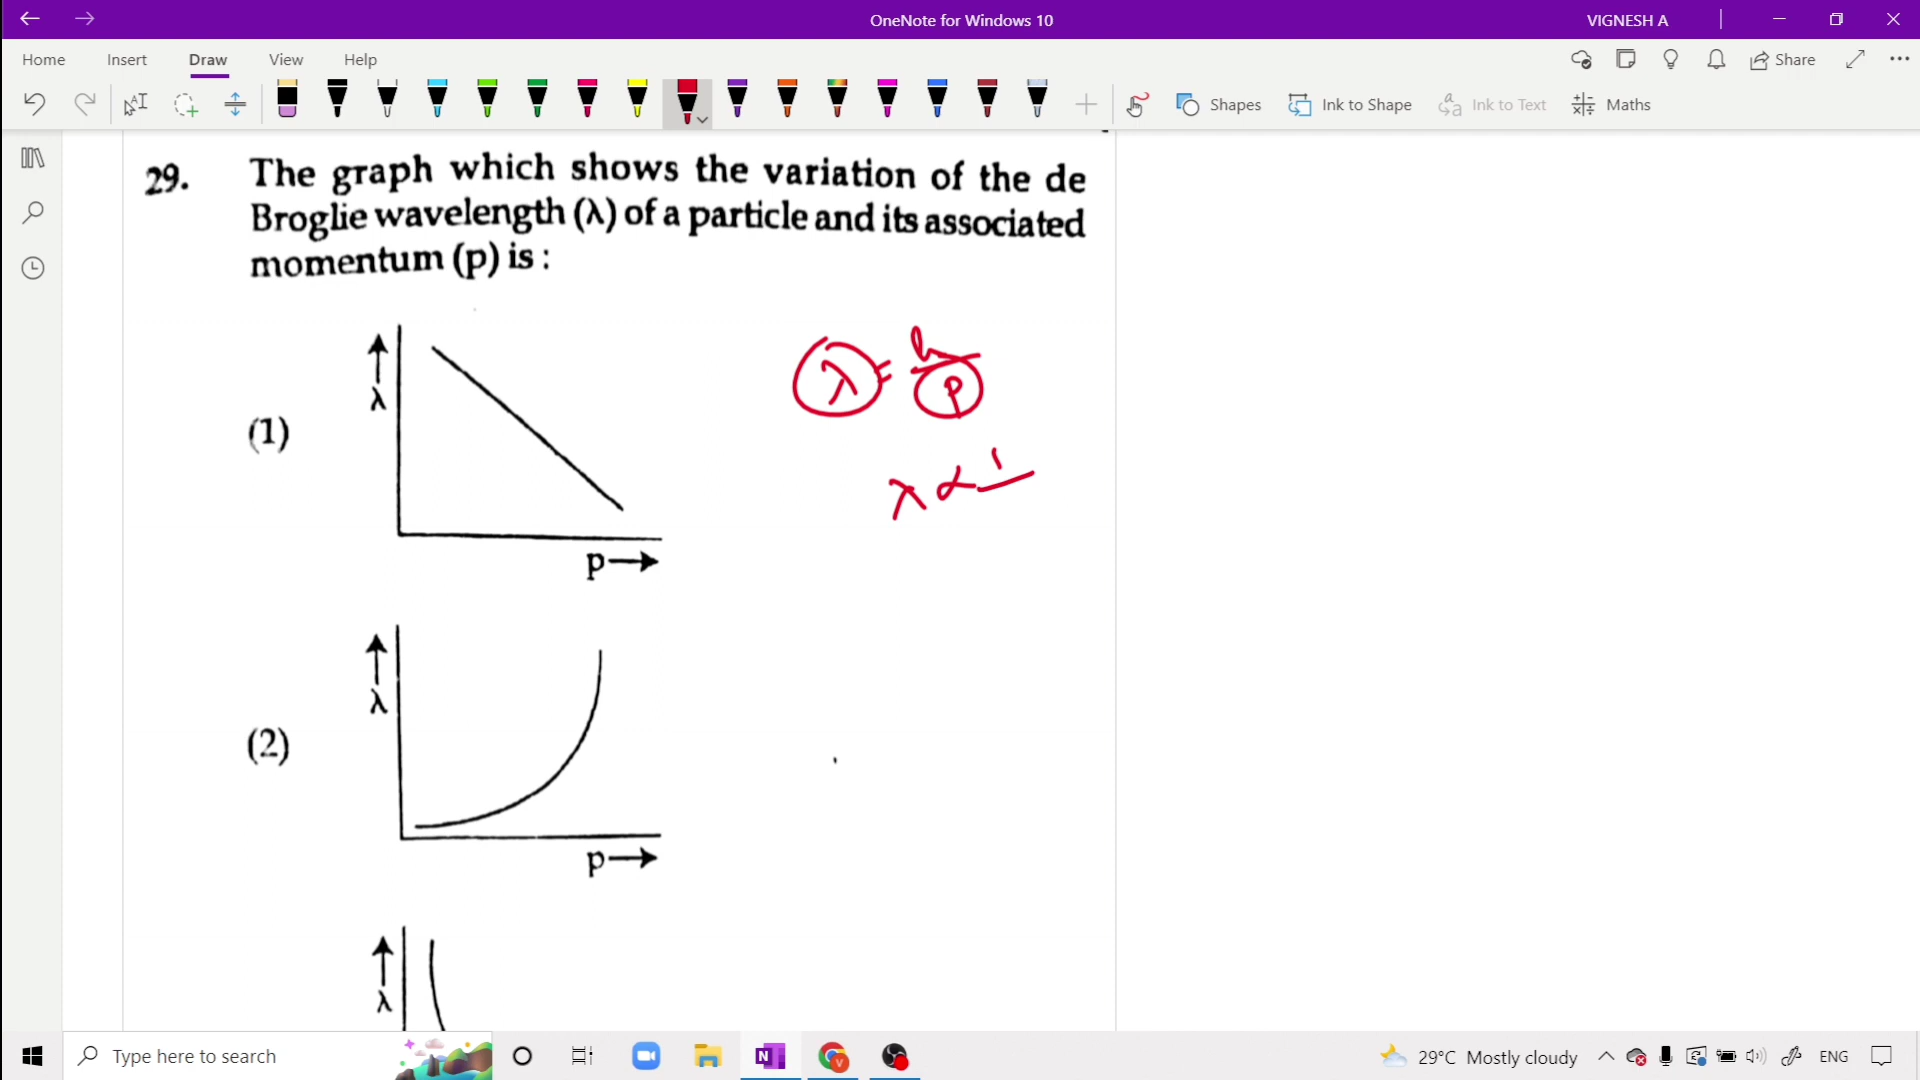 OneNote for Windows 10
VIGNESH A
Home Insert Draw View Help
Share
Shapes Ink to Shape Ink to Text Maths
29. The graph which shows the variation of the de
Broglie wavelength (λ) of a particle and its associated
momentum (p) is :
λ
(1)
p
λ = h/p
λ ∝ 1
λ
(2)
p
λ
Type here to search
29°C Mostly cloudy
ENG